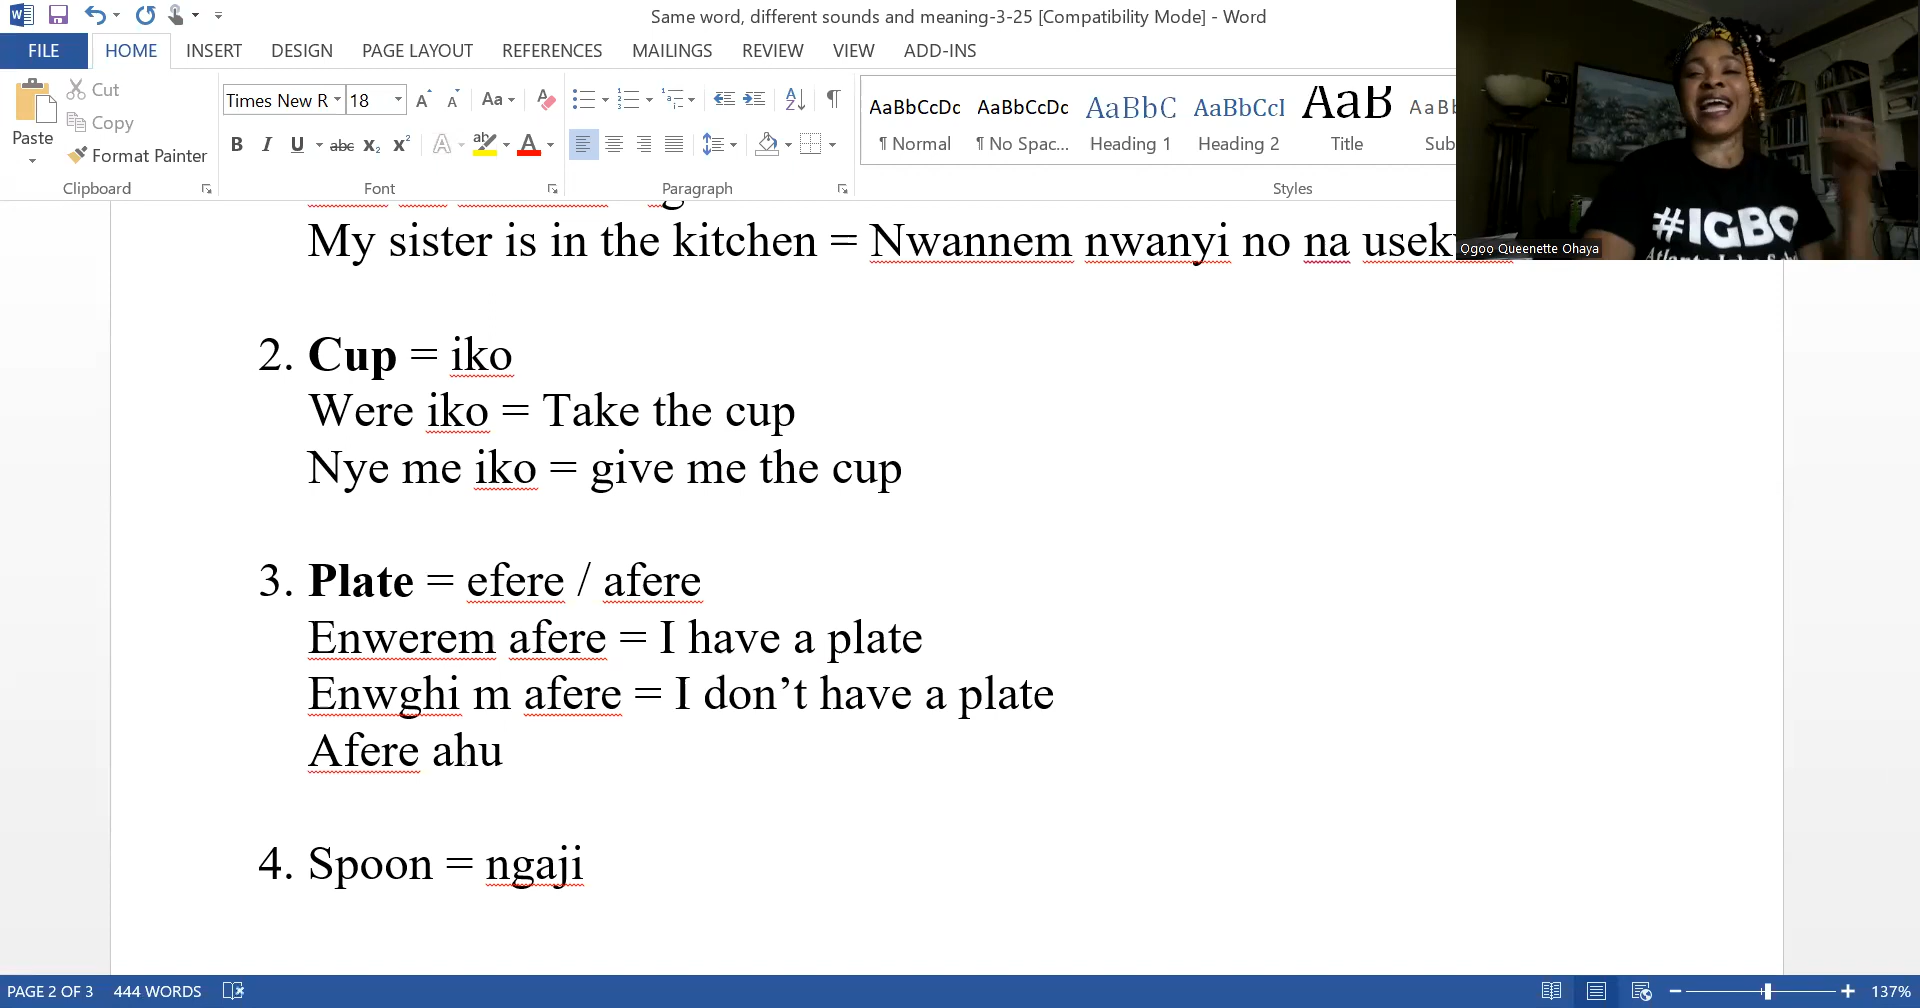 Same word, different sounds and meaning-3-25 [Compatibility Mode] - Word
FILE HOME INSERT DESIGN PAGE LAYOUT REFERENCES MAILINGS REVIEW VIEW ADD-INS
Paste
Cut
Copy
Format Painter
Clipboard
Times New R 18
Font
Paragraph
AaBbCcDc AaBbCcDc AaBbC AaBbCcI AaB AaBb
¶ Normal ¶ No Spac... Heading 1 Heading 2 Title Sub
Styles
#IGBO
Ọgọọ Queenette Ohaya
My sister is in the kitchen = Nwannem nwanyi no na
2. Cup = iko
Were iko = Take the cup
Nye me iko = give me the cup
3. Plate = efere / afere
Enwerem afere = I have a plate
Enwghi m afere = I don’t have a plate
Afere ahu
4. Spoon = ngaji
PAGE 2 OF 3 444 WORDS 137%